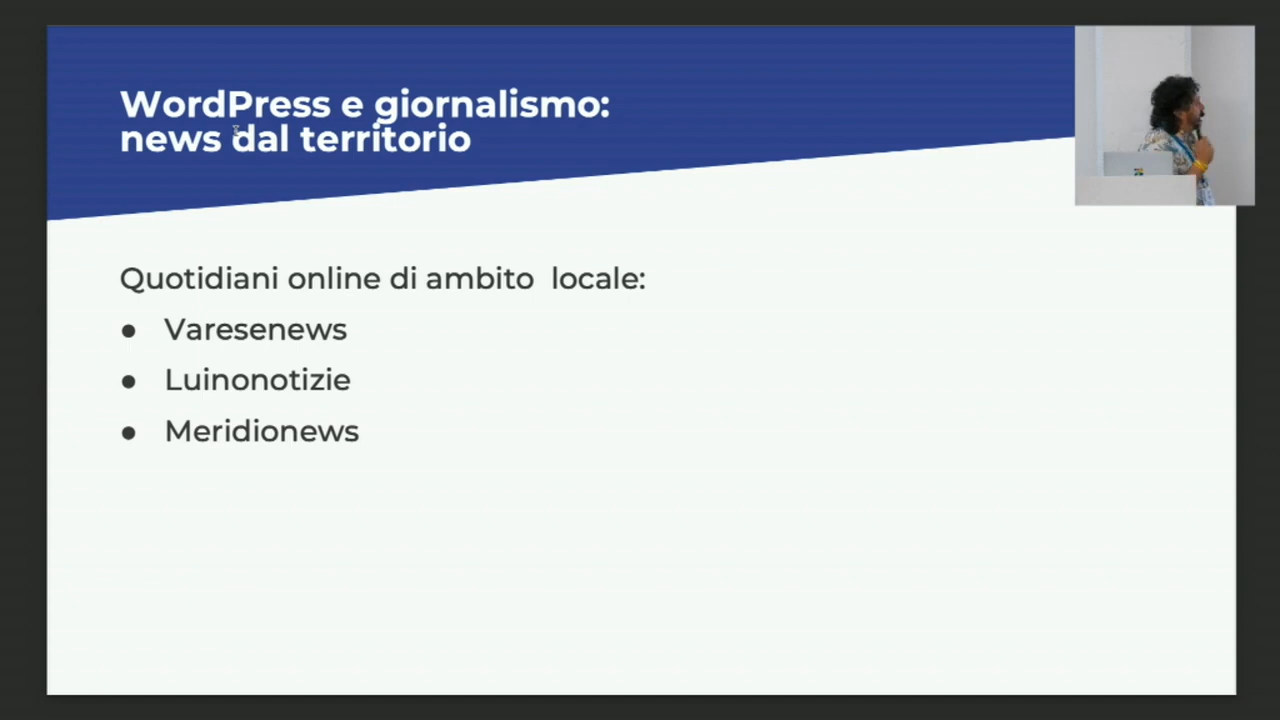 WordPress e giornalismo:
news dal territorio
Quotidiani online di ambito  locale:
● Varesenews
● Luinonotizie
● Meridionews